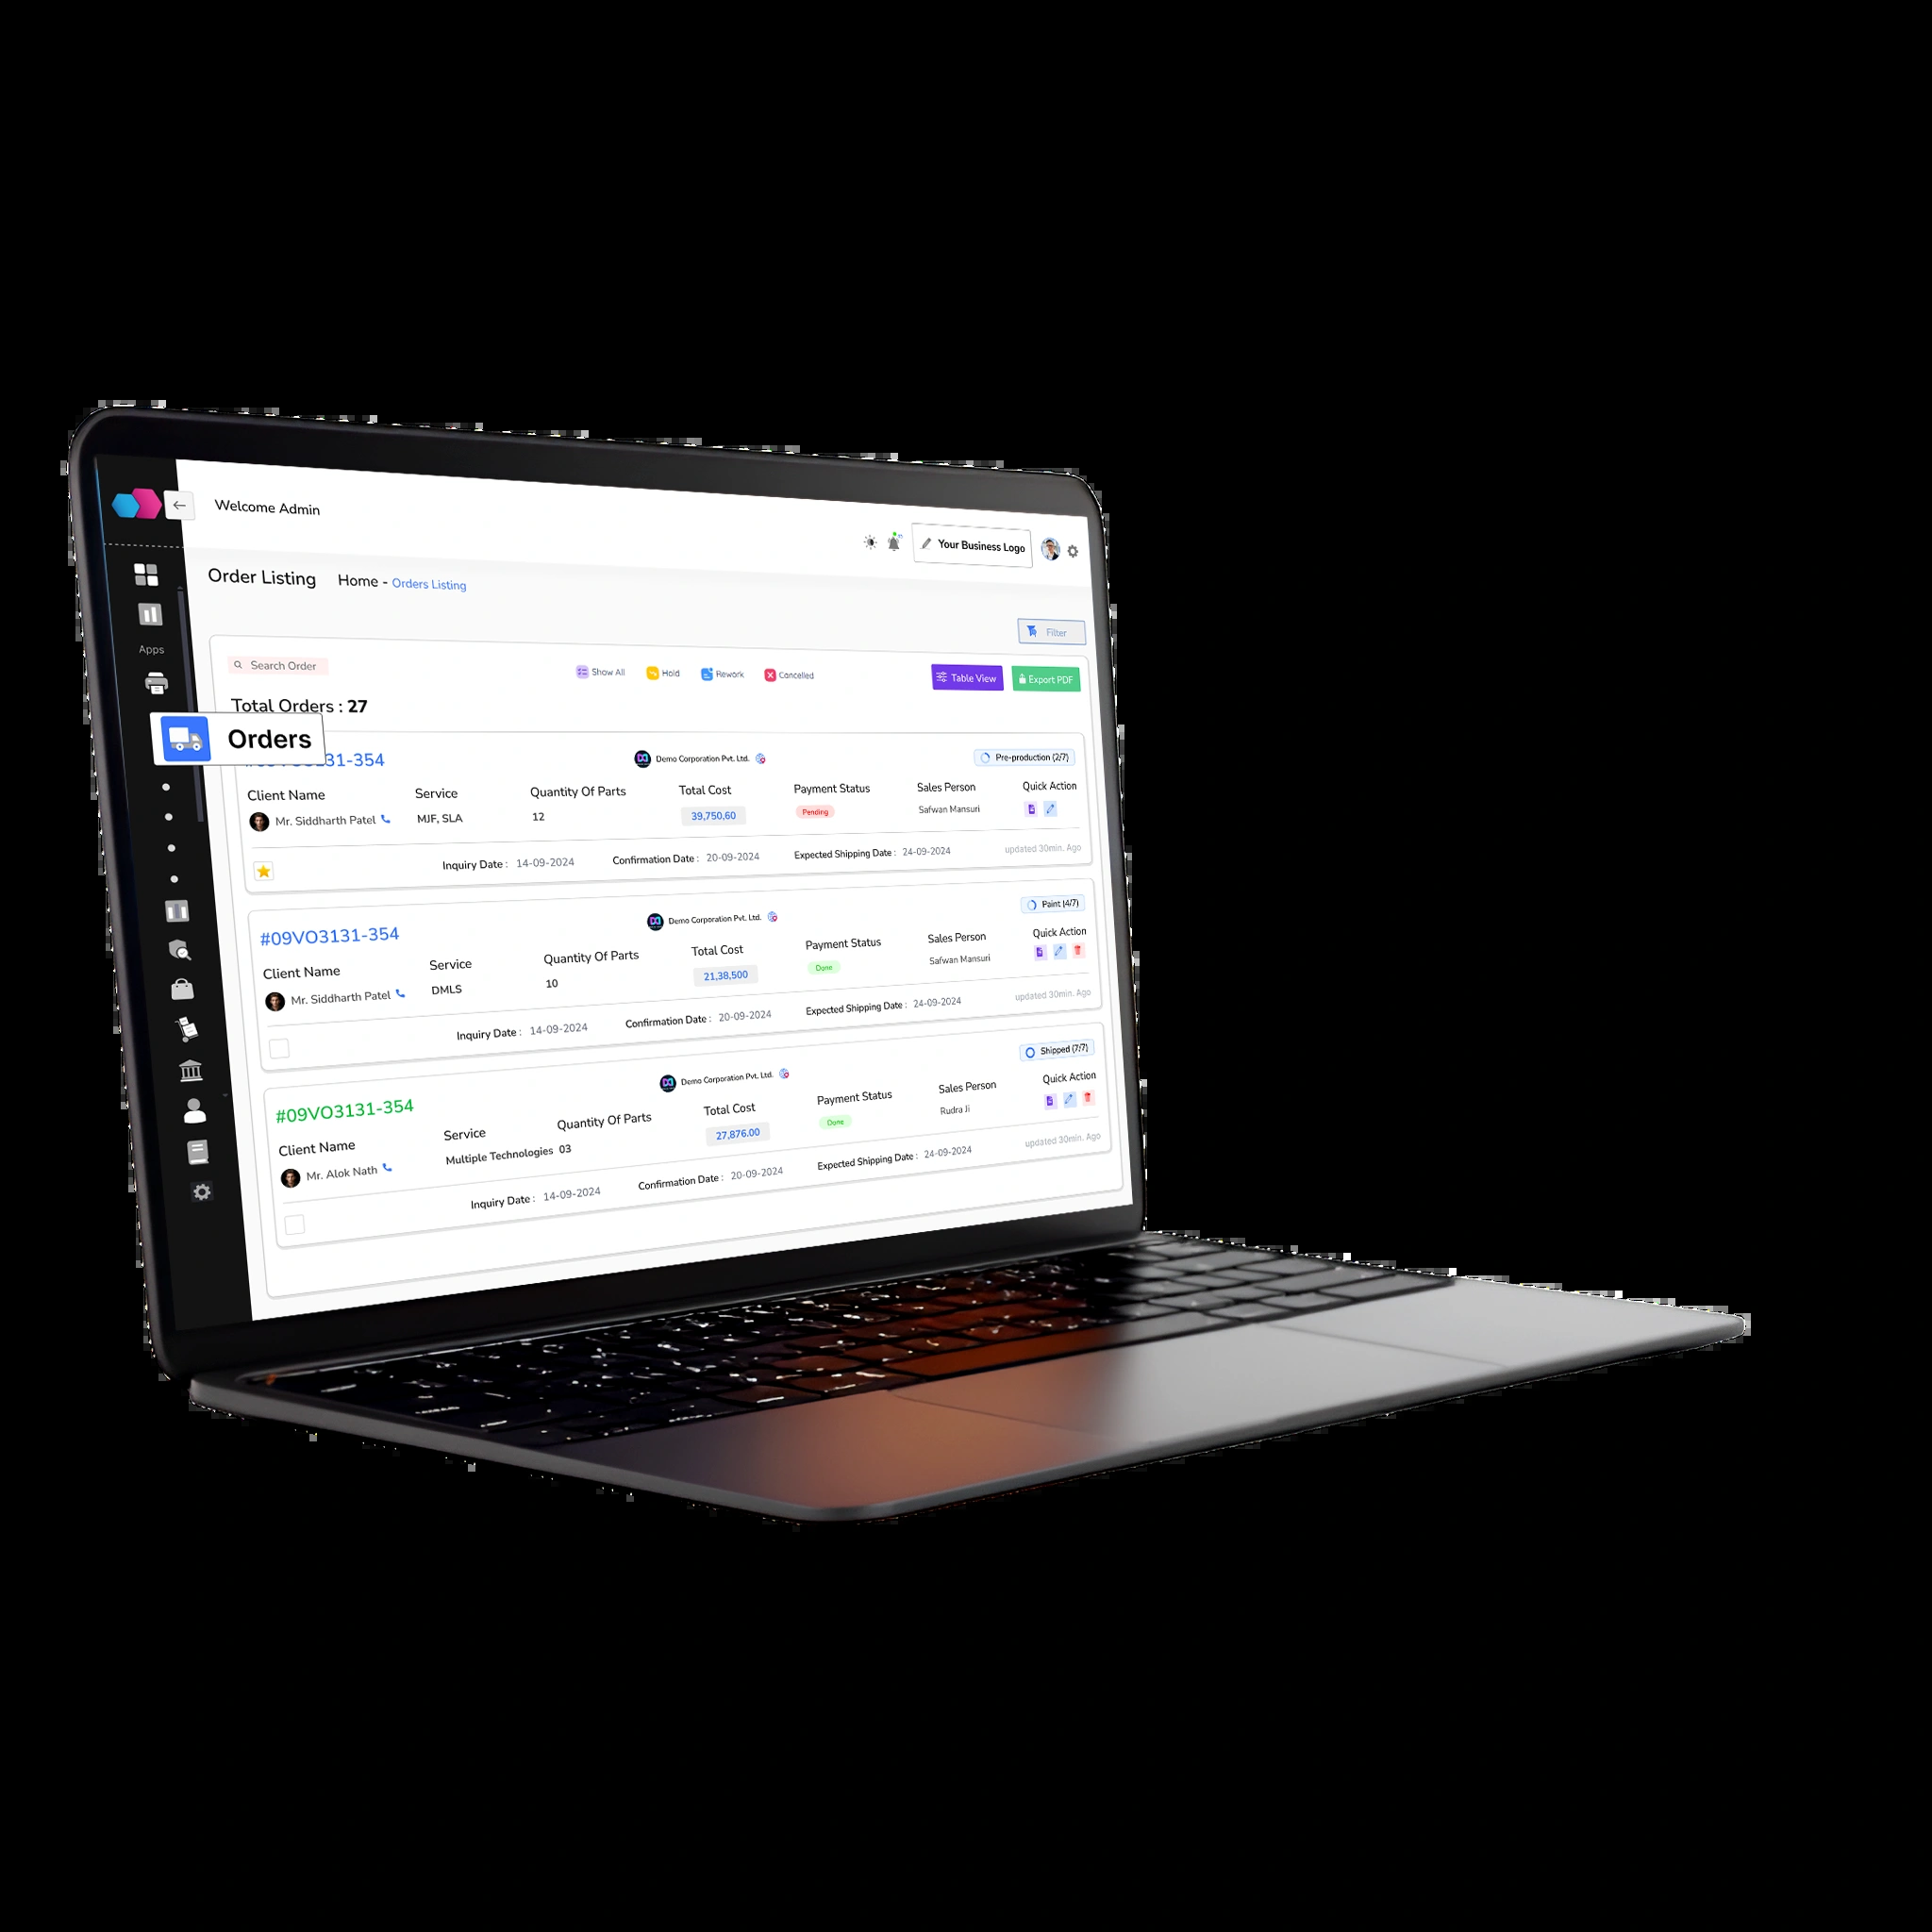 Welcome Admin
Your Business Logo
Order Listing Home - Orders Listing
Filter
Apps
Search Order Show All Hold Rework Cancelled Table View Export PDF
Total Orders : 27
Orders
31-354 Demo Corporation Pvt. Ltd. Pre-production (2/7)
Client Name Service Quantity Of Parts Total Cost Payment Status Sales Person Quick Action
Mr. Siddharth Patel MJF, SLA 12 39,750,60 Pending Safwan Mansuri
Inquiry Date : 14-09-2024 Confirmation Date : 20-09-2024 Expected Shipping Date : 24-09-2024 updated 30min. Ago
#09VO3131-354 Demo Corporation Pvt. Ltd. Paint (4/7)
Client Name Service Quantity Of Parts Total Cost Payment Status Sales Person Quick Action
Mr. Siddharth Patel DMLS 10 21,38,500 Done Safwan Mansuri
Inquiry Date : 14-09-2024 Confirmation Date : 20-09-2024 Expected Shipping Date : 24-09-2024 updated 30min. Ago
#09VO3131-354 Demo Corporation Pvt. Ltd. Shipped (7/7)
Client Name Service Quantity Of Parts Total Cost Payment Status Sales Person Quick Action
Mr. Alok Nath Multiple Technologies 03 27,876.00 Done Rudra Ji
Inquiry Date : 14-09-2024 Confirmation Date : 20-09-2024 Expected Shipping Date : 24-09-2024 updated 30min. Ago